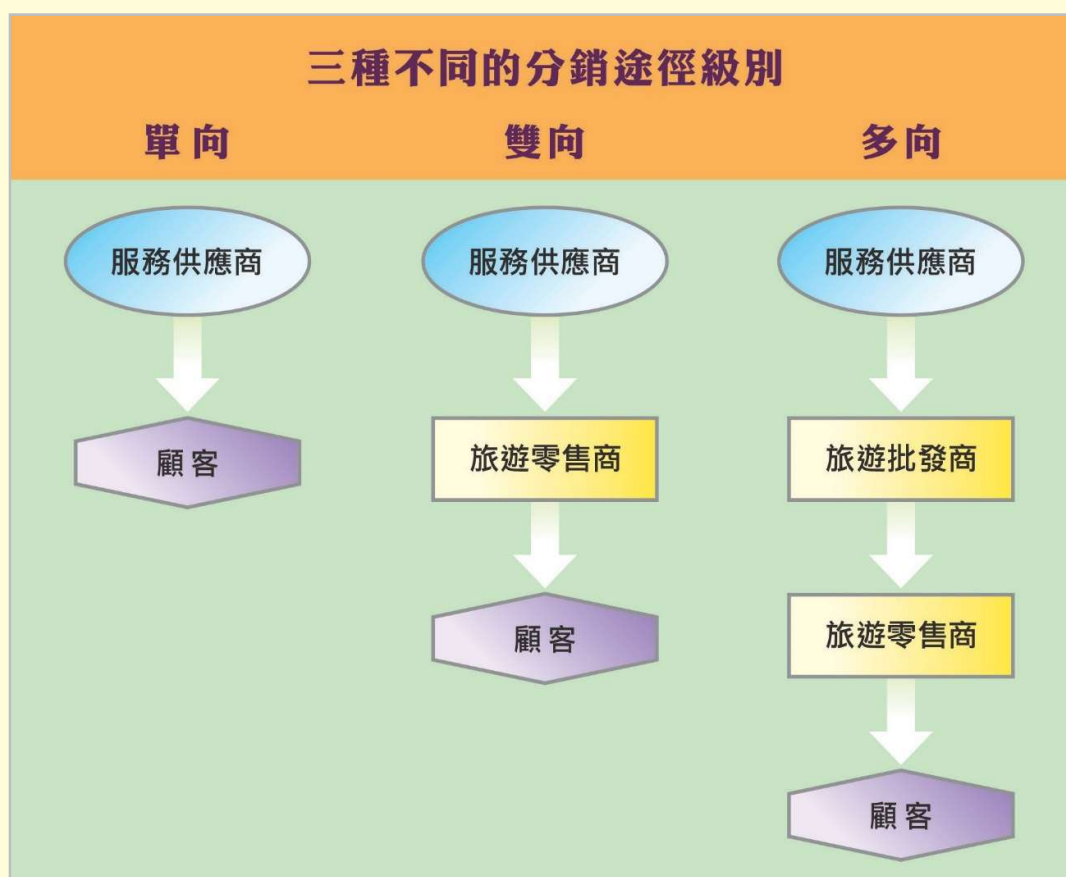 三種不同的分銷途徑級別
單向 雙向 多向
服務供應商 服務供應商 服務供應商
顧客 旅遊零售商 旅遊批發商
顧客 旅遊零售商
顧客